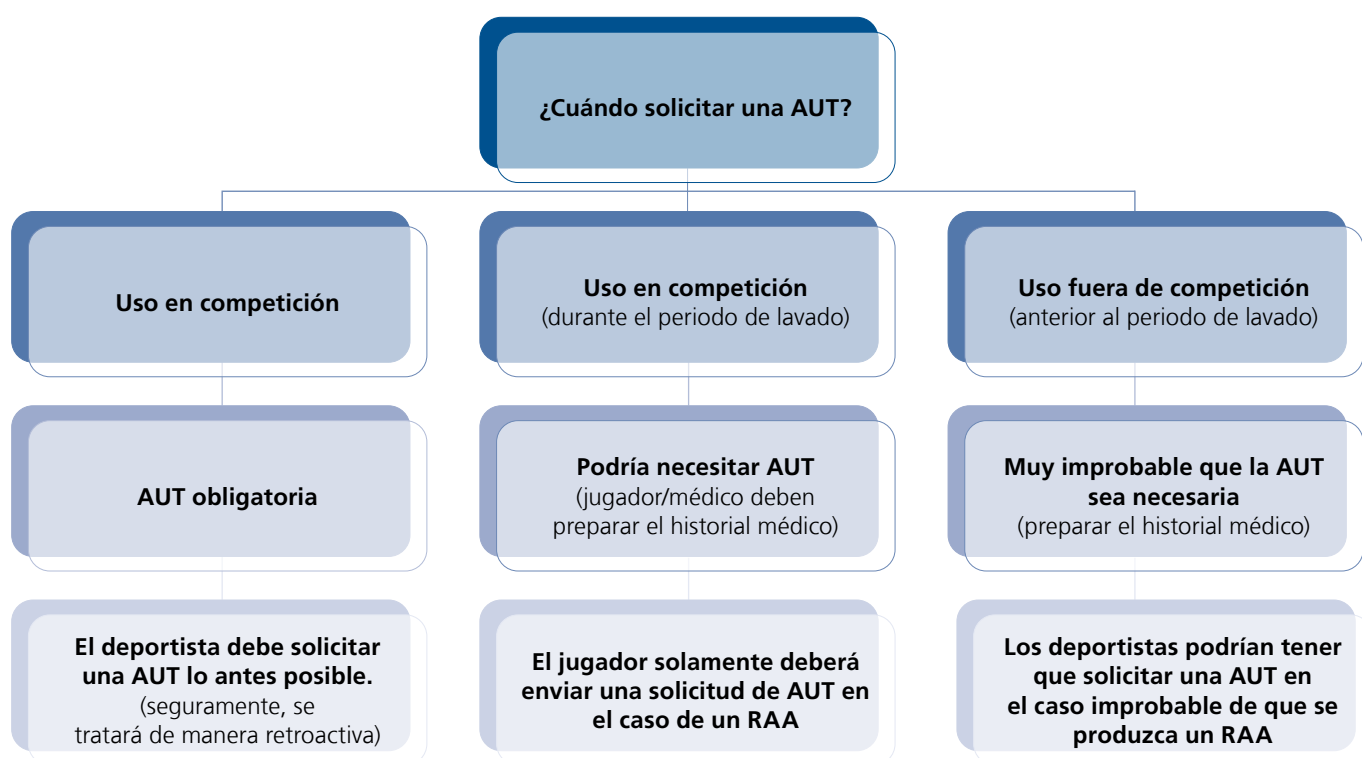 ¿Cuándo solicitar una AUT?
Uso en competición
Uso en competición
(durante el periodo de lavado)
Uso fuera de competición
(anterior al periodo de lavado)
AUT obligatoria
Podría necesitar AUT
(jugador/médico deben
preparar el historial médico)
Muy improbable que la AUT
sea necesaria
(preparar el historial médico)
El deportista debe solicitar
una AUT lo antes posible.
(seguramente, se
tratará de manera retroactiva)
El jugador solamente deberá
enviar una solicitud de AUT en
el caso de un RAA
Los deportistas podrían tener
que solicitar una AUT en
el caso improbable de que se
produzca un RAA